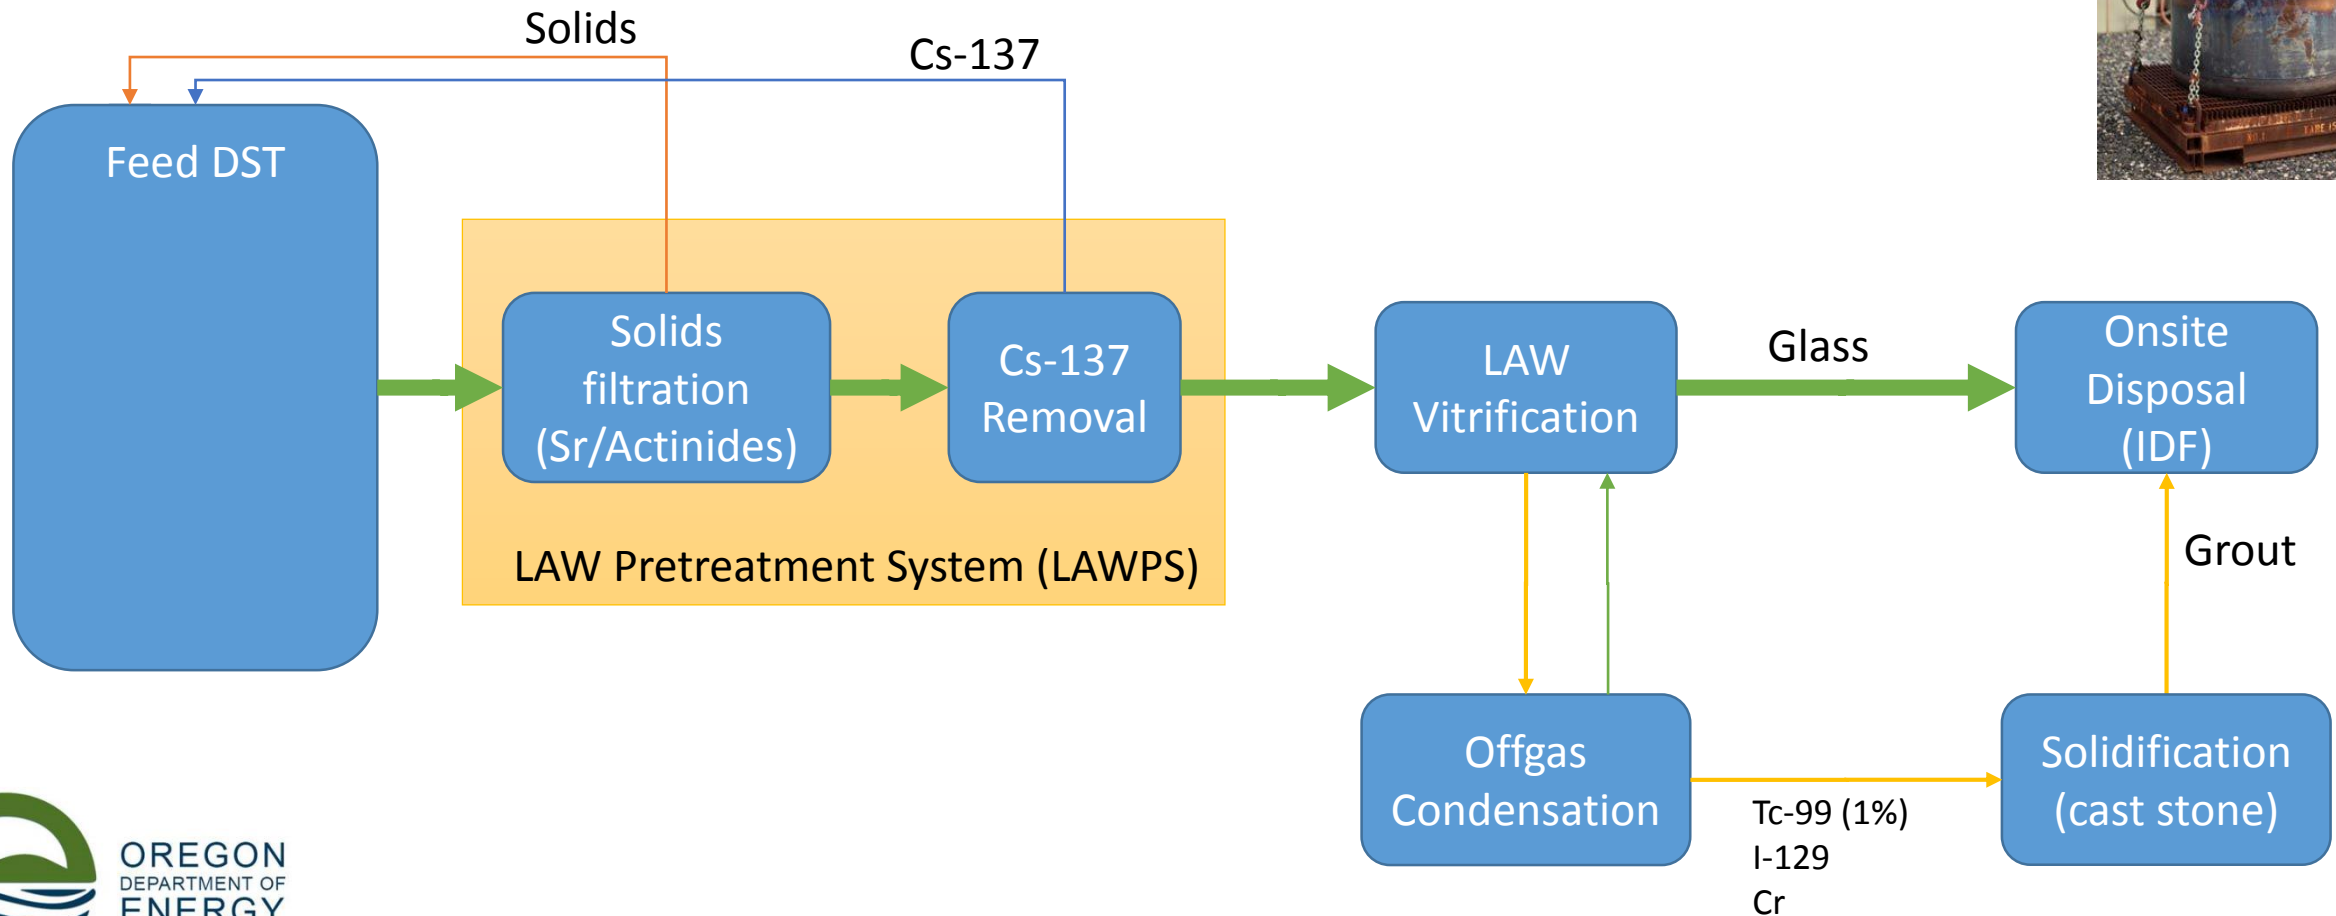 Solids
Cs-137
Feed DST
Solids
filtration
(Sr/Actinides)
Cs-137
Removal
LAW Pretreatment System (LAWPS)
LAW
Vitrification
Glass
Onsite
Disposal
(IDF)
Grout
Offgas
Condensation
Tc-99 (1%)
I-129
Cr
Solidification
(cast stone)
OREGON
DEPARTMENT OF
ENERGY